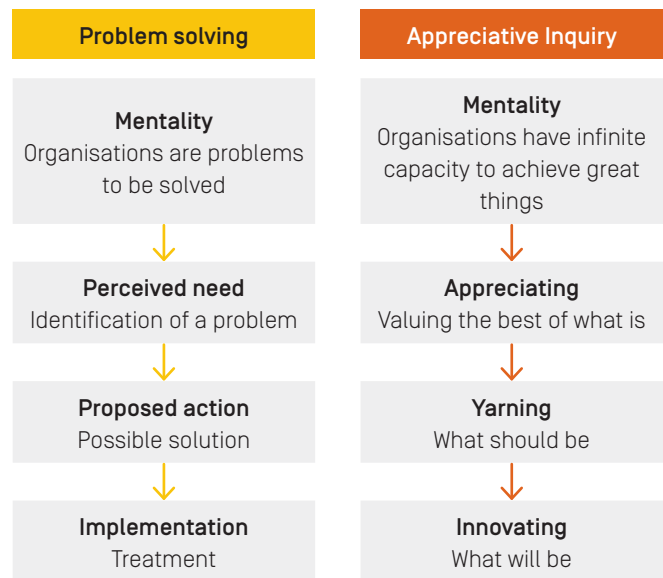 Problem solving
Mentality
Organisations are problems
to be solved
Perceived need
Identification of a problem
Proposed action
Possible solution
Implementation
Treatment
Appreciative Inquiry
Mentality
Organisations have infinite
capacity to achieve great
things
Appreciating
Valuing the best of what is
Yarning
What should be
Innovating
What will be